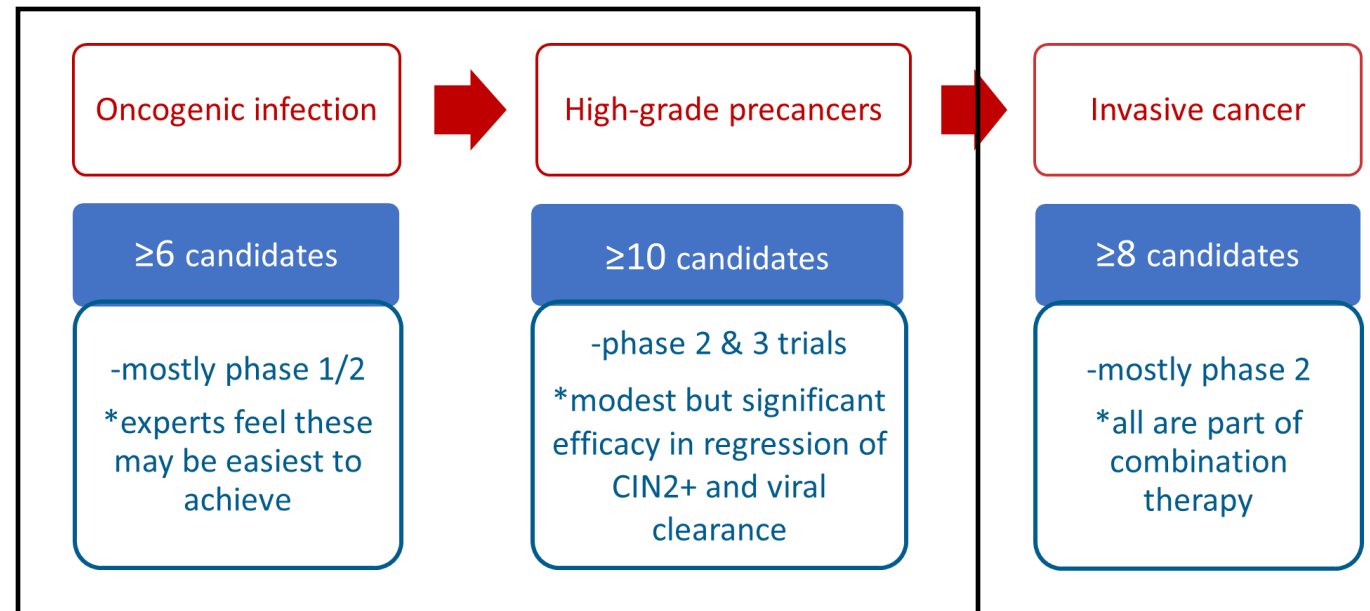 Oncogenic infection
High-grade precancers
Invasive cancer
≥6 candidates
≥10 candidates
≥8 candidates
-mostly phase 1/2
*experts feel these
may be easiest to
achieve
-phase 2 & 3 trials
*modest but significant
efficacy in regression of
CIN2+ and viral
clearance
-mostly phase 2
*all are part of
combination
therapy